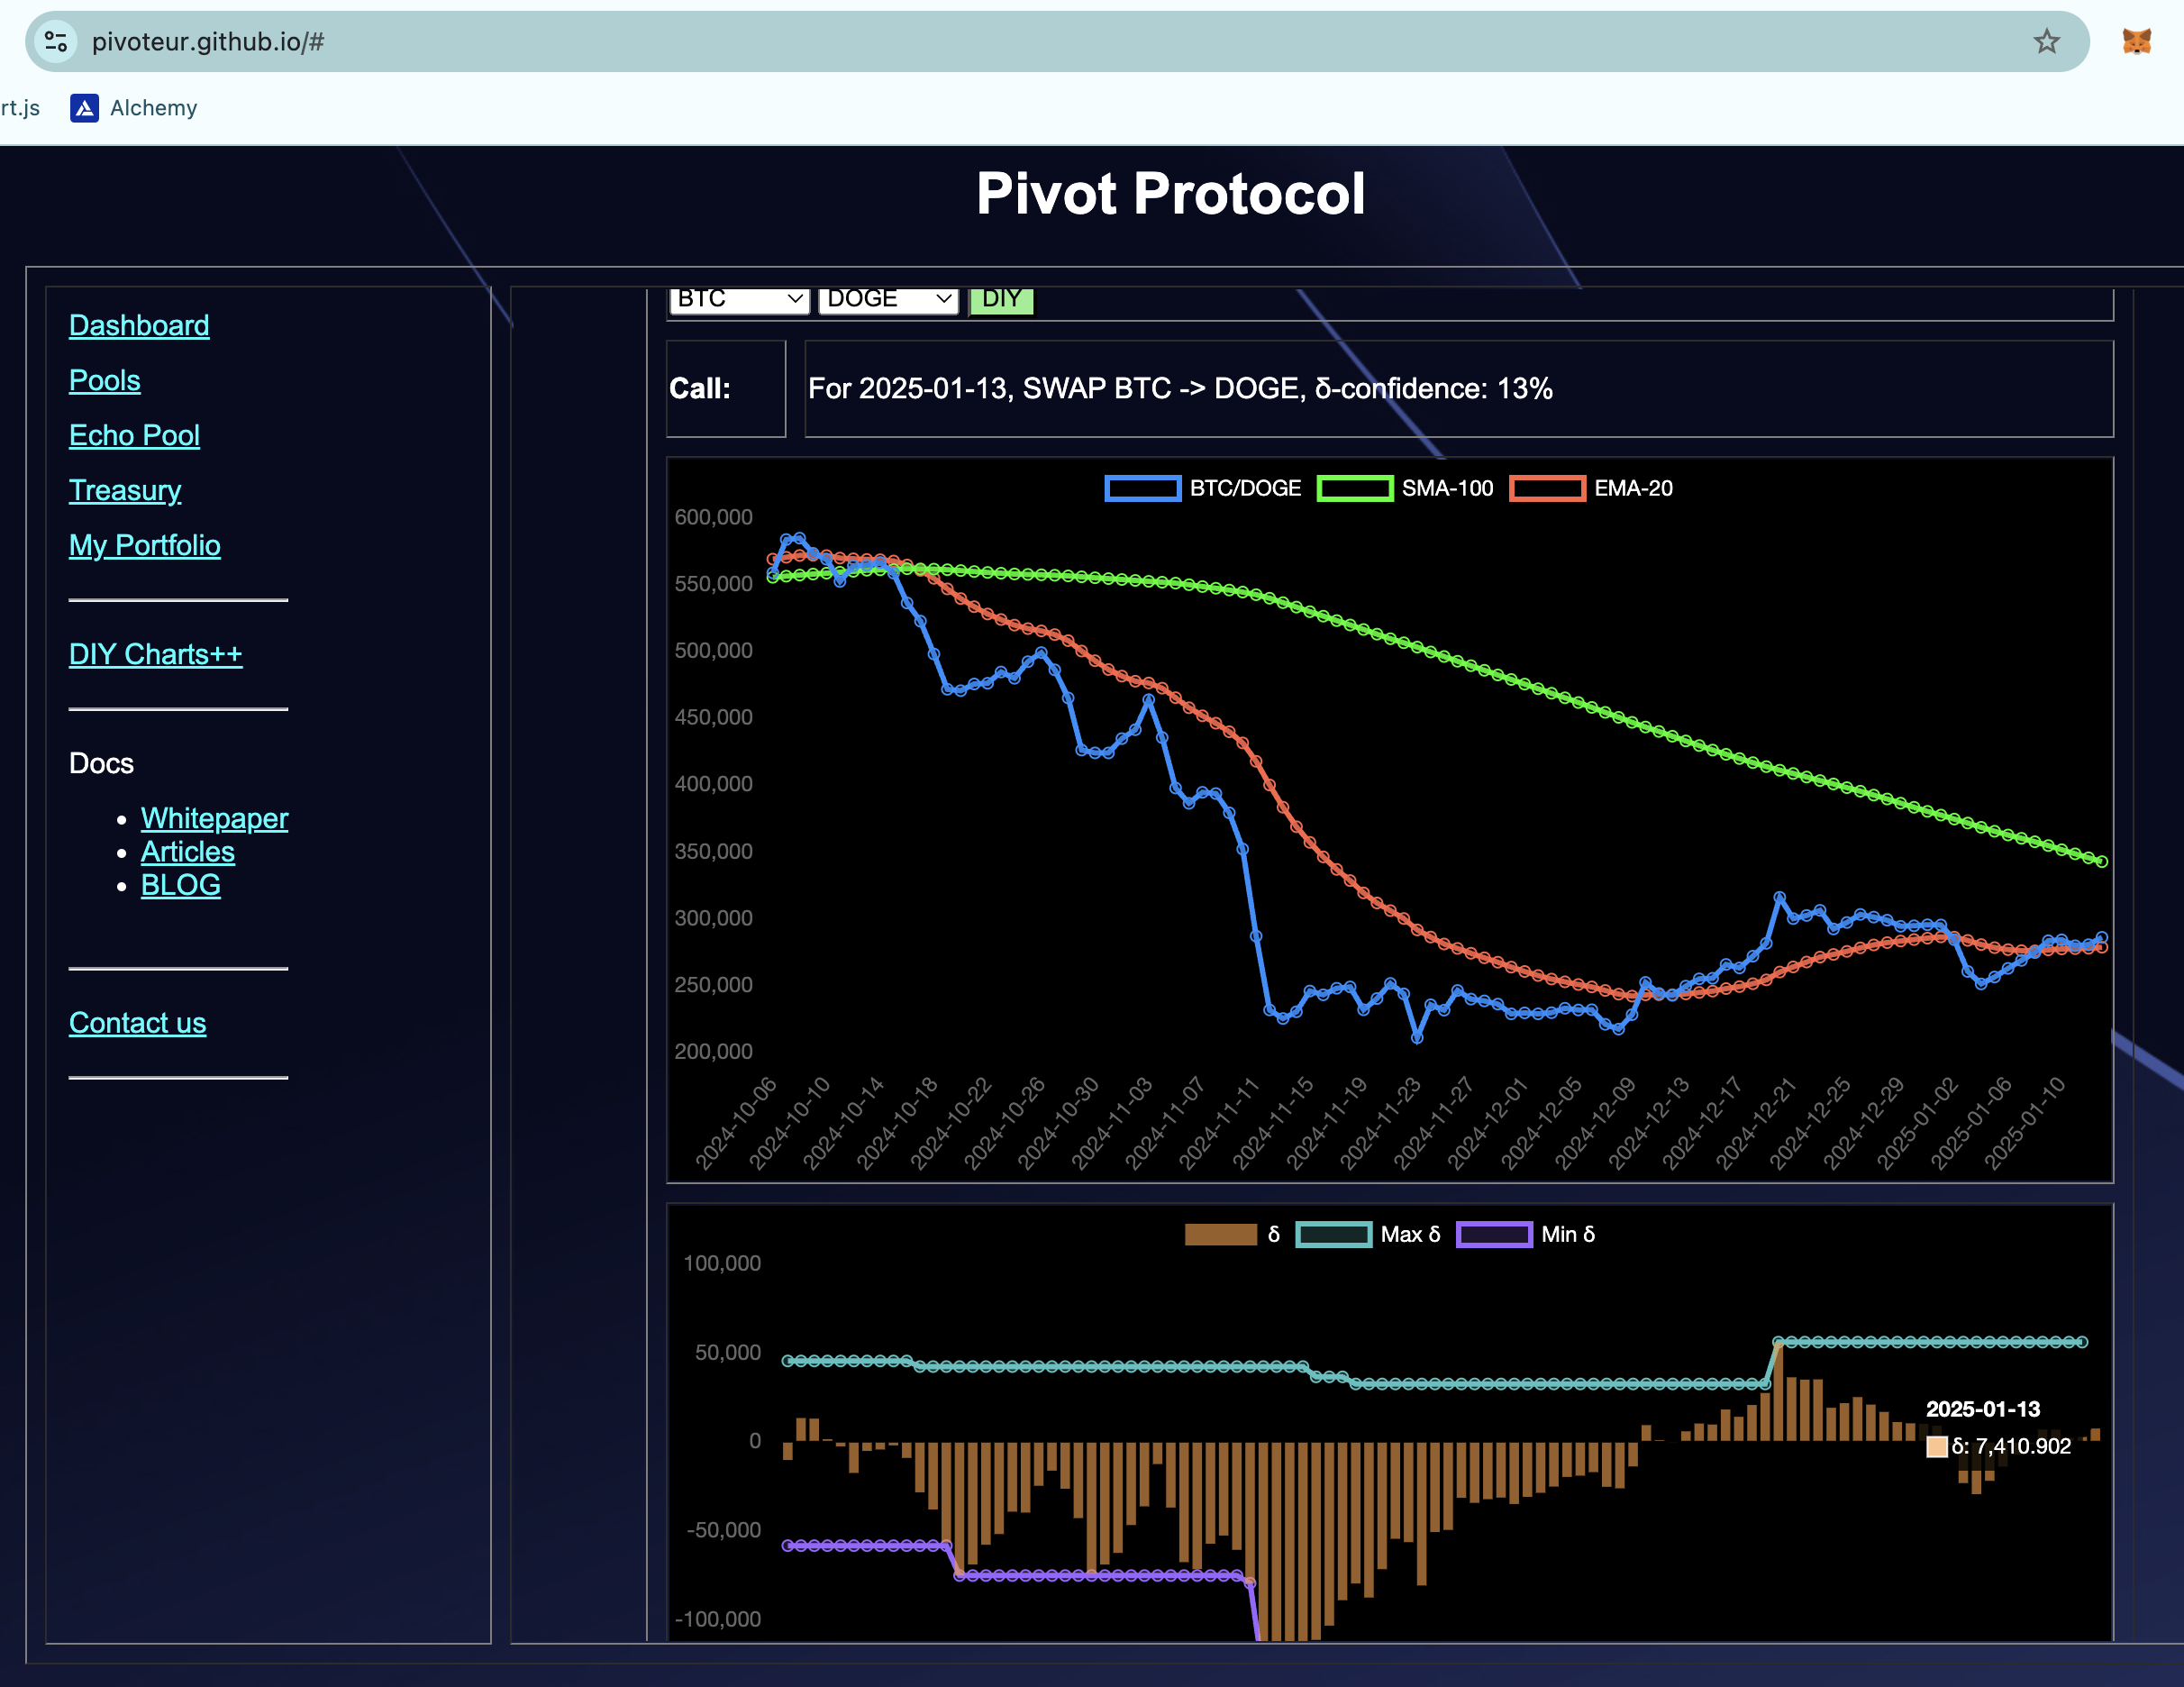 pivoteur.github.io/#
rt.js Alchemy
Pivot Protocol
Dashboard
Pools
Echo Pool
Treasury
My Portfolio
DIY Charts++
Docs
Whitepaper
Articles
BLOG
Contact us
BTC DOGE DIY
Call: For 2025-01-13, SWAP BTC -> DOGE, δ-confidence: 13%
BTC/DOGE SMA-100 EMA-20
600,000
550,000
500,000
450,000
400,000
350,000
300,000
250,000
200,000
2024-10-06 2024-10-10 2024-10-14 2024-10-18 2024-10-22 2024-10-26 2024-10-30 2024-11-03 2024-11-07 2024-11-11 2024-11-15 2024-11-19 2024-11-23 2024-11-27 2024-12-01 2024-12-05 2024-12-09 2024-12-13 2024-12-17 2024-12-21 2024-12-25 2024-12-29 2025-01-02 2025-01-06 2025-01-10
δ Max δ Min δ
100,000
50,000
0
-50,000
-100,000
2025-01-13
δ: 7,410.902